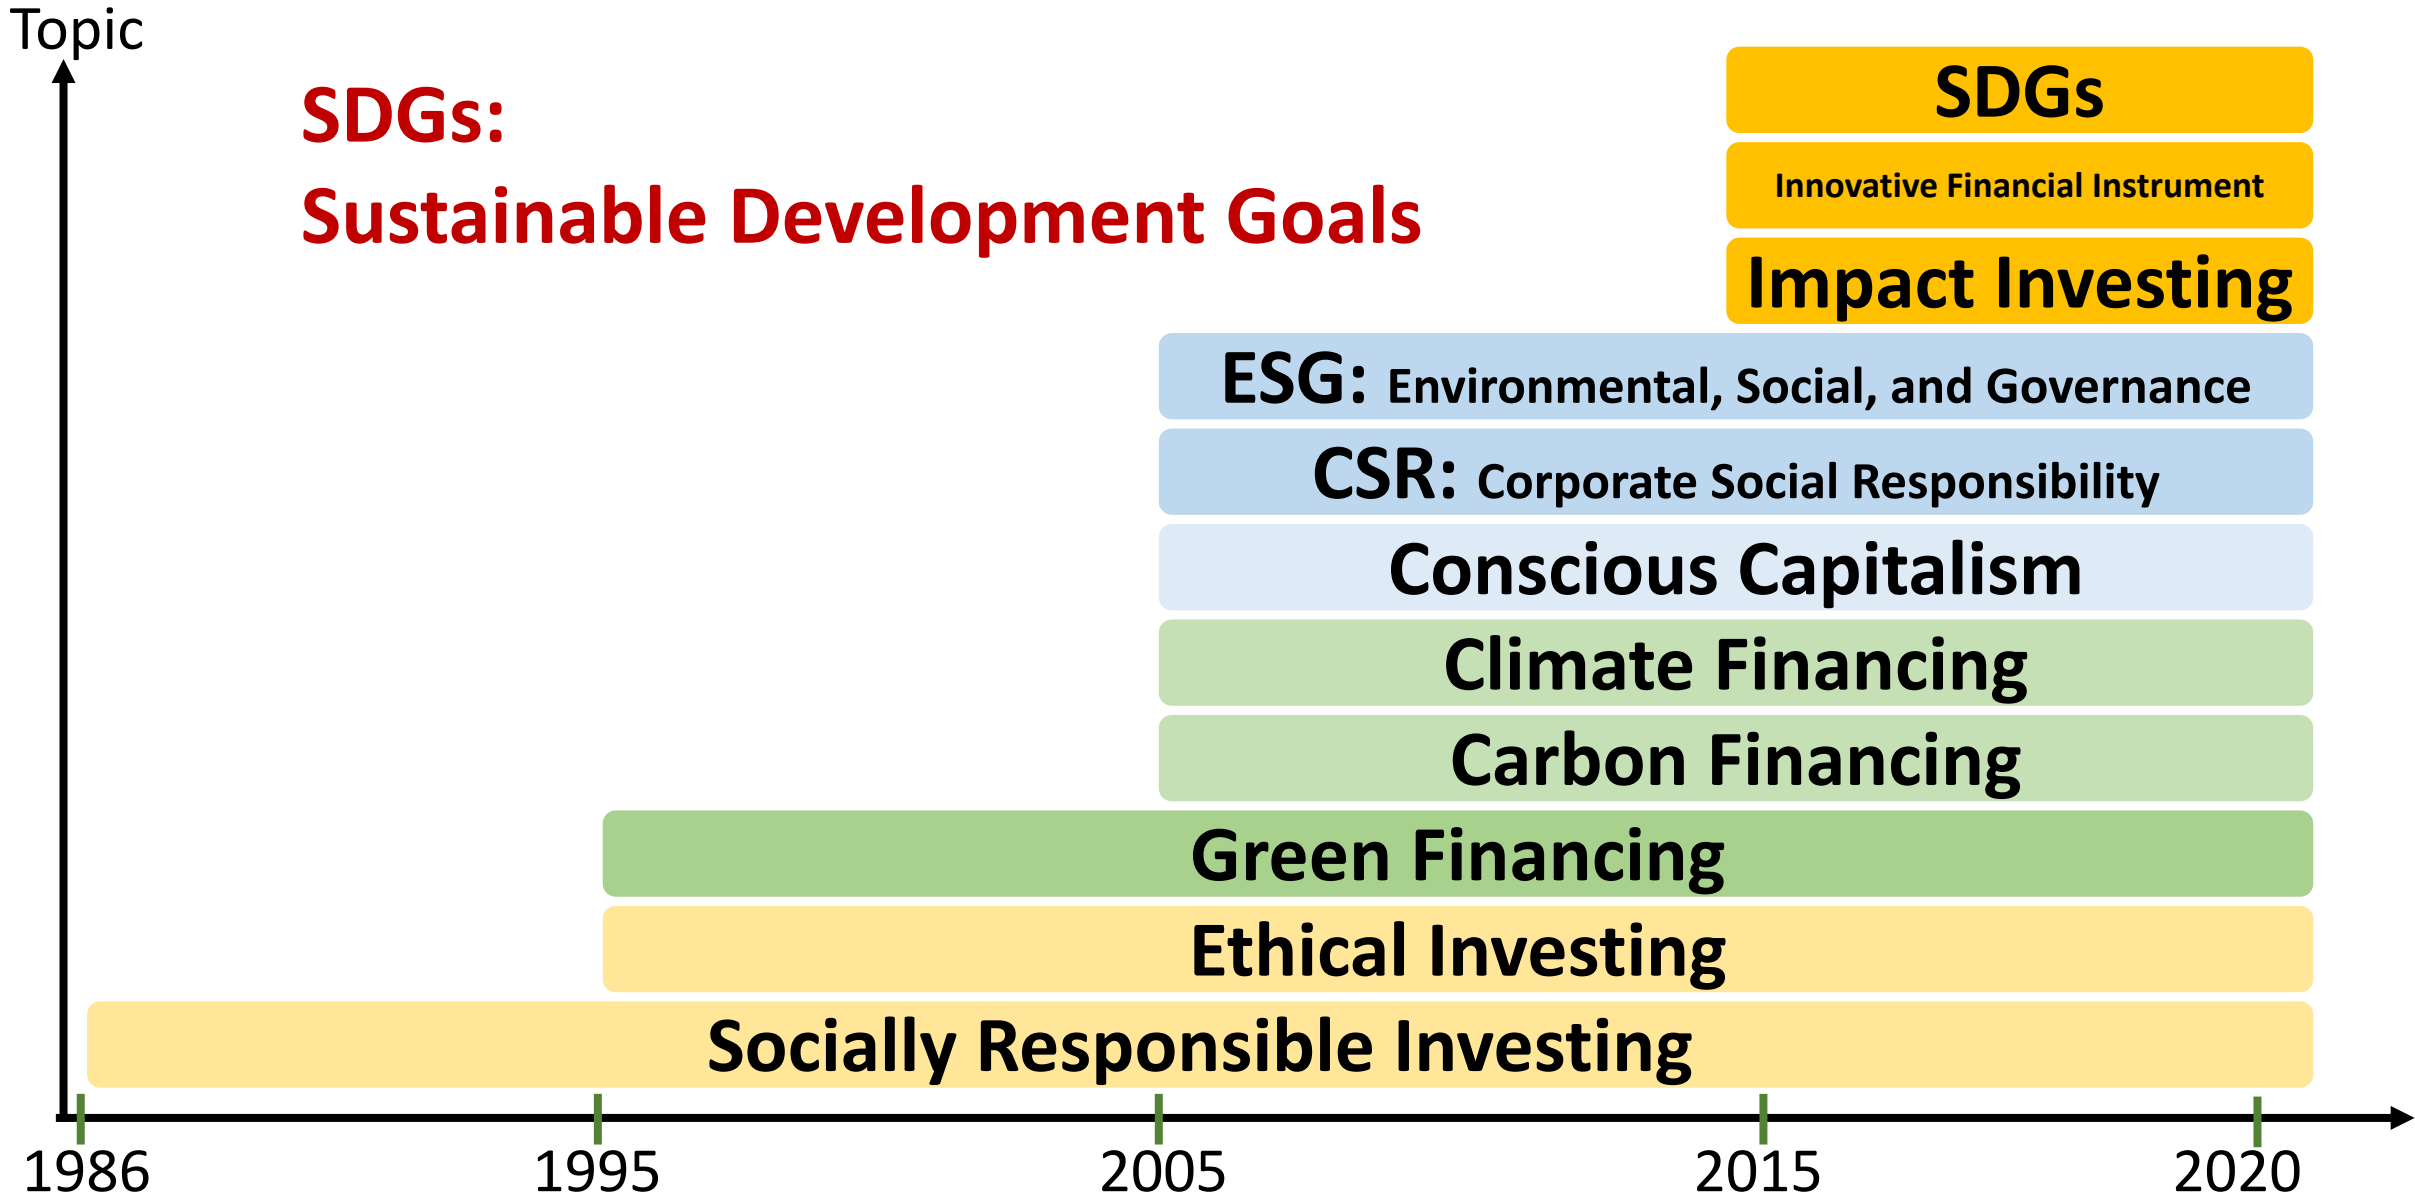 Topic
SDGs:
Sustainable Development Goals
SDGs
Innovative Financial Instrument
Impact Investing
ESG: Environmental, Social, and Governance
CSR: Corporate Social Responsibility
Conscious Capitalism
Climate Financing
Carbon Financing
Green Financing
Ethical Investing
Socially Responsible Investing
1986 1995 2005 2015 2020